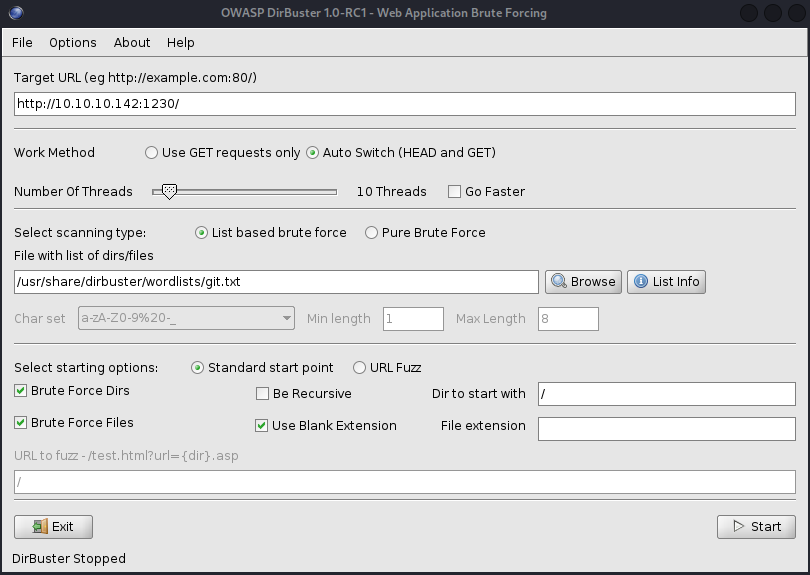 OWASP DirBuster 1.0-RC1 - Web Application Brute Forcing
File Options About Help
Target URL (eg http://example.com:80/)
http://10.10.10.142:1230/
Work Method Use GET requests only Auto Switch (HEAD and GET)
Number Of Threads 10 Threads Go Faster
Select scanning type: List based brute force Pure Brute Force
File with list of dirs/files
/usr/share/dirbuster/wordlists/git.txt Browse List Info
Char set a-zA-Z0-9%20-_ Min length 1 Max Length 8
Select starting options: Standard start point URL Fuzz
Brute Force Dirs Be Recursive Dir to start with /
Brute Force Files Use Blank Extension File extension
URL to fuzz - /test.html?url={dir}.asp
/
Exit Start
DirBuster Stopped